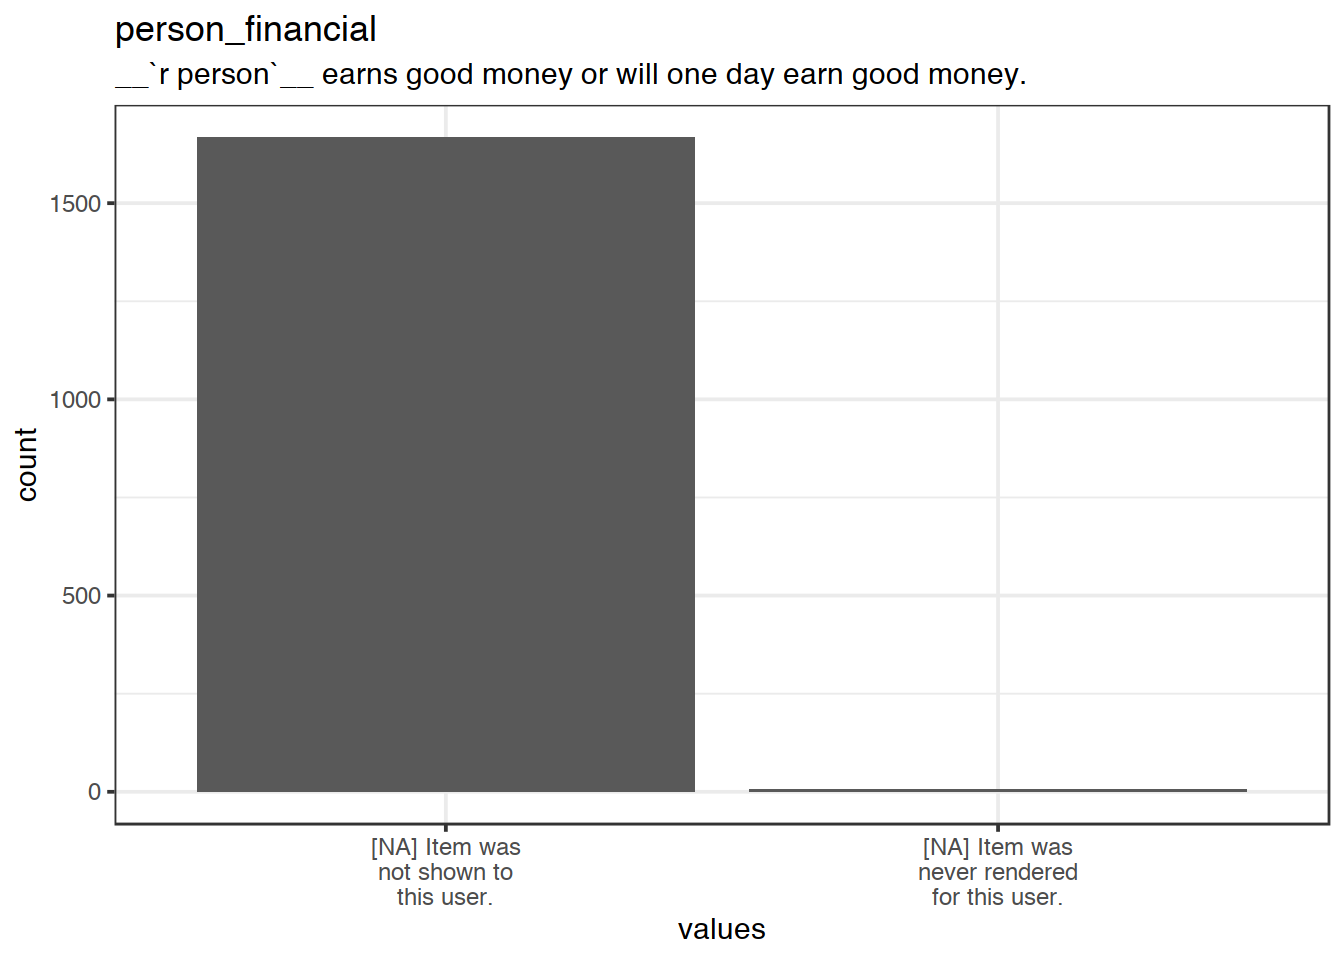 person_financial
__`r person`__ earns good money or will one day earn good money.
1500
1000
500
0
count
[NA] Item was
not shown to
this user.
[NA] Item was
never rendered
for this user.
values